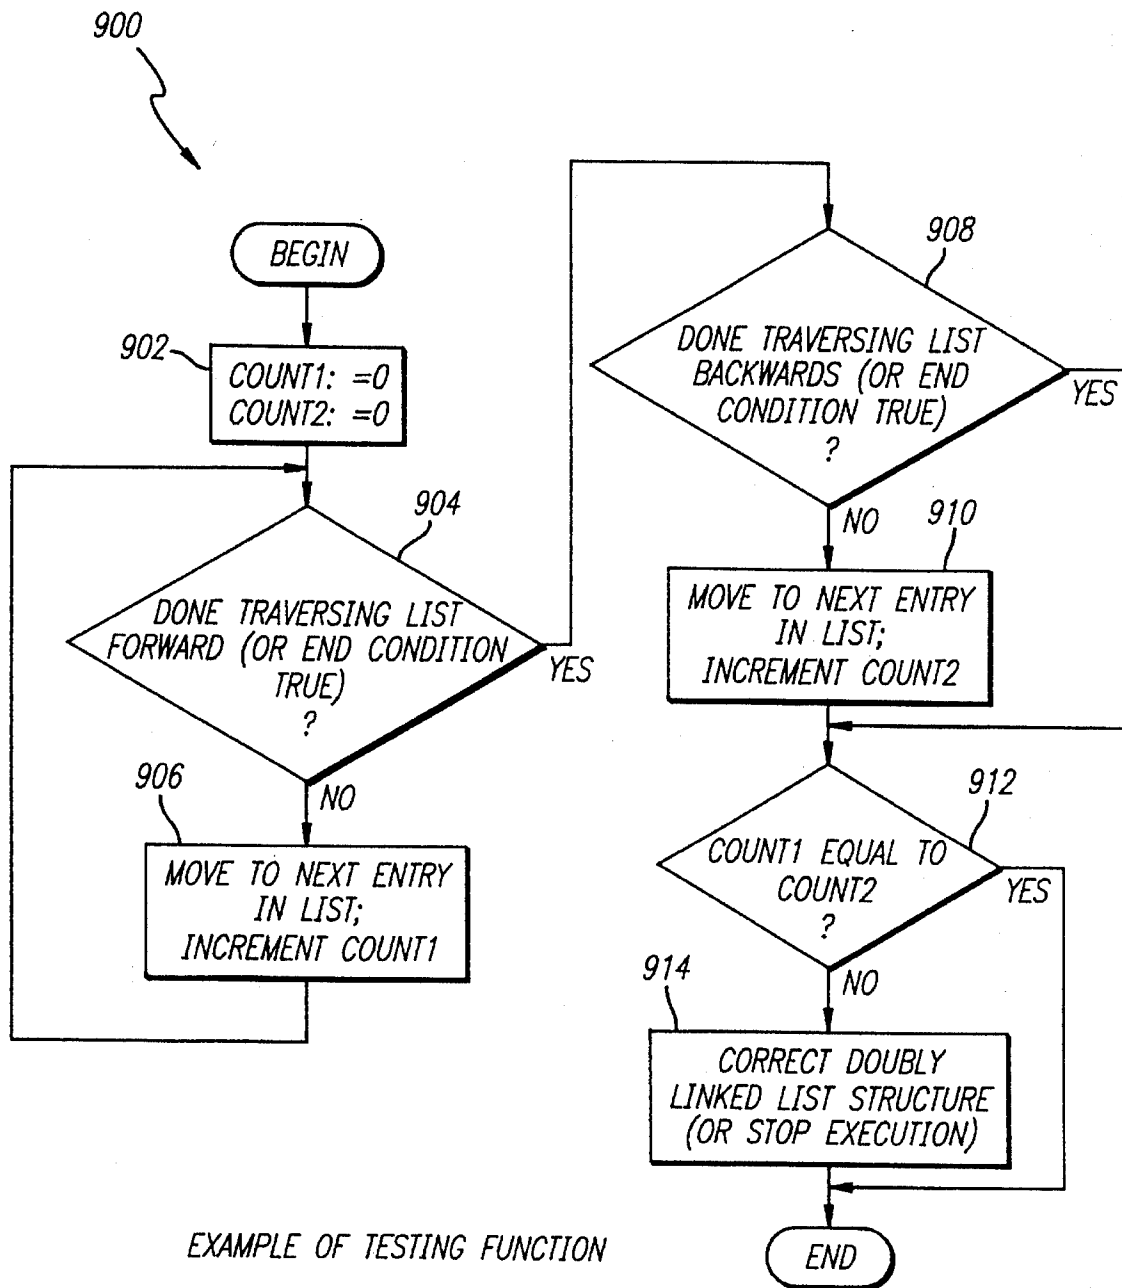 900
BEGIN
902
COUNT1: =0
COUNT2: =0
904
DONE TRAVERSING LIST
FORWARD (OR END CONDITION
TRUE)
?
YES
NO
906
MOVE TO NEXT ENTRY
IN LIST;
INCREMENT COUNT1
908
DONE TRAVERSING LIST
BACKWARDS (OR END
CONDITION TRUE)
?
YES
NO
910
MOVE TO NEXT ENTRY
IN LIST;
INCREMENT COUNT2
912
COUNT1 EQUAL TO
COUNT2
?
YES
NO
914
CORRECT DOUBLY
LINKED LIST STRUCTURE
(OR STOP EXECUTION)
END
EXAMPLE OF TESTING FUNCTION